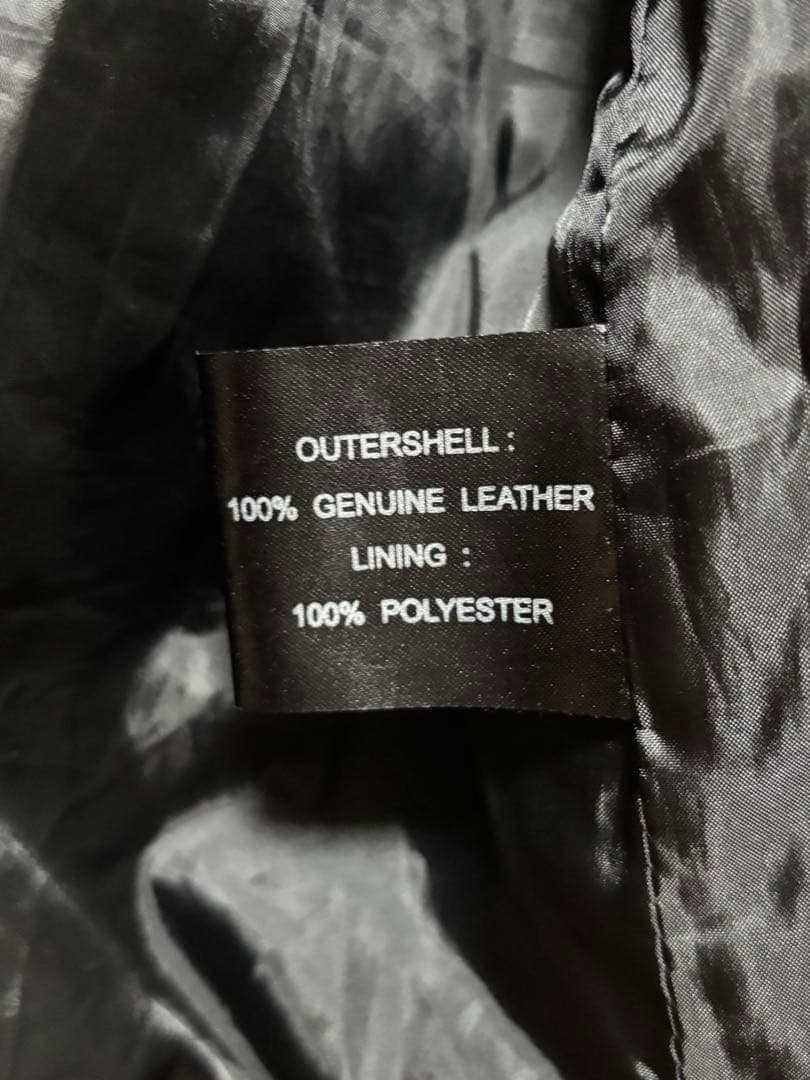 OUTERSHELL :
100% GENUINE LEATHER
LINING :
100% POLYESTER